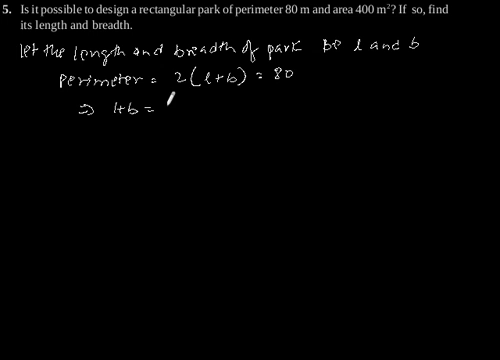 5. Is it possible to design a rectangular park of perimeter 80 m and area 400 m²? If so, find
its length and breadth.
let the length and breadth of park be l and b
Perimeter = 2(l+b) = 80
⇒ l+b =